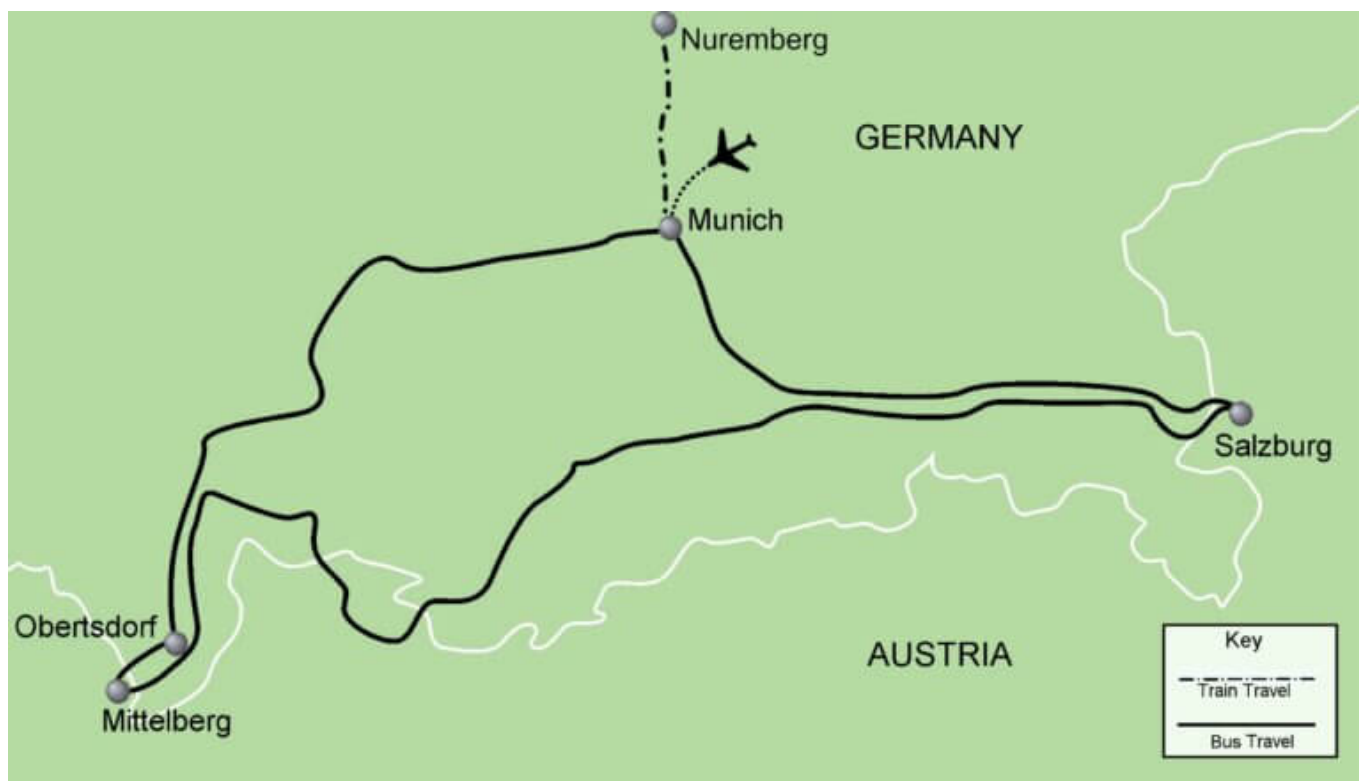 Nuremberg
GERMANY
Munich
Salzburg
Obertsdorf
AUSTRIA
Mittelberg
Key
Train Travel
Bus Travel